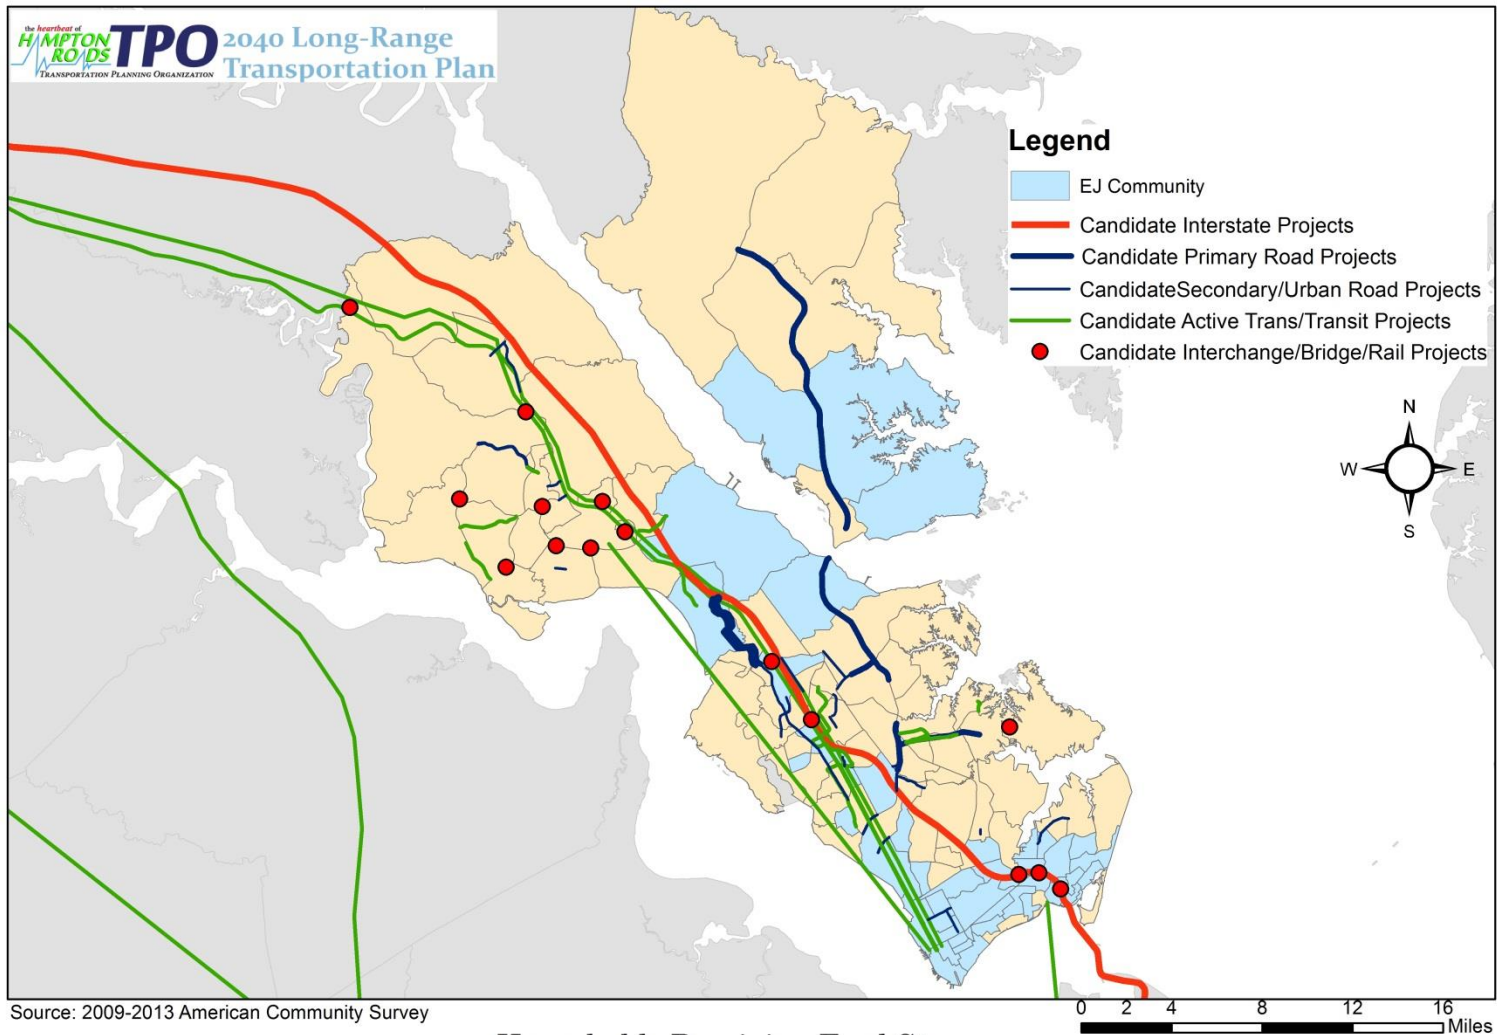 the heartbeat of
HAMPTON
ROADS
TPO
TRANSPORTATION PLANNING ORGANIZATION
2040 Long-Range
Transportation Plan
Legend
EJ Community
Candidate Interstate Projects
Candidate Primary Road Projects
CandidateSecondary/Urban Road Projects
Candidate Active Trans/Transit Projects
Candidate Interchange/Bridge/Rail Projects
N
W E
S
Source: 2009-2013 American Community Survey
0 2 4 8 12 16
Miles